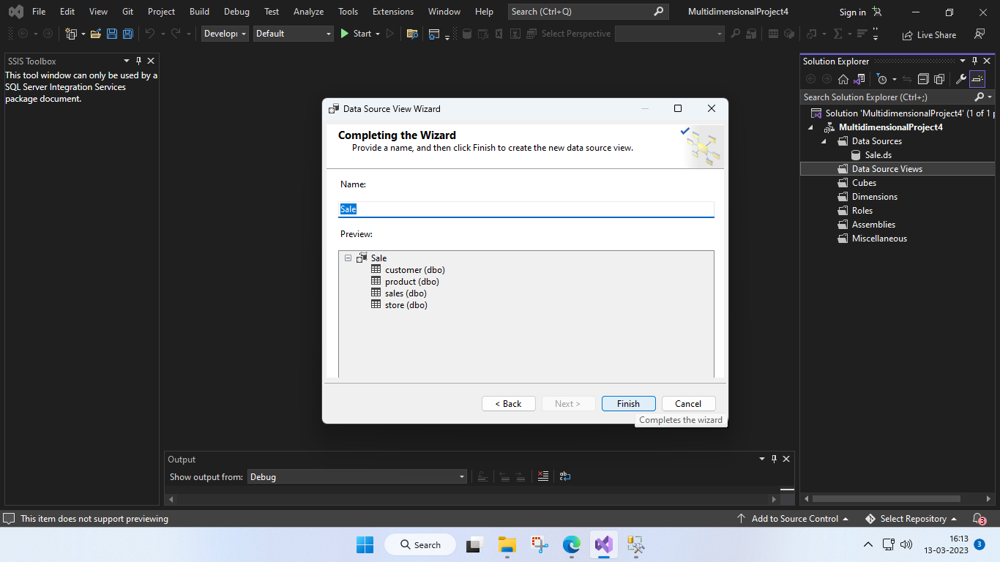 File Edit View Git Project Build Debug Test Analyze Tools Extensions Window Help Search (Ctrl+Q) MultidimensionalProject4 Sign in
Developr Default Start Select Perspective Live Share
SSIS Toolbox
This tool window can only be used by a
SQL Server Integration Services
package document.
Data Source View Wizard
Completing the Wizard
Provide a name, and then click Finish to create the new data source view.
Name:
Sale
Preview:
Sale
customer (dbo)
product (dbo)
sales (dbo)
store (dbo)
< Back Next > Finish Cancel
Completes the wizard
Solution Explorer
Search Solution Explorer (Ctrl+;)
Solution 'MultidimensionalProject4' (1 of 1 p
MultidimensionalProject4
Data Sources
Sale.ds
Data Source Views
Cubes
Dimensions
Roles
Assemblies
Miscellaneous
Output
Show output from: Debug
This item does not support previewing Add to Source Control Select Repository 3
Search 16:13
13-03-2023 3